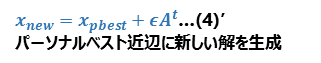 x_new = x_pbest + ϵA^t…(4)′
パーソナルベスト近辺に新しい解を生成